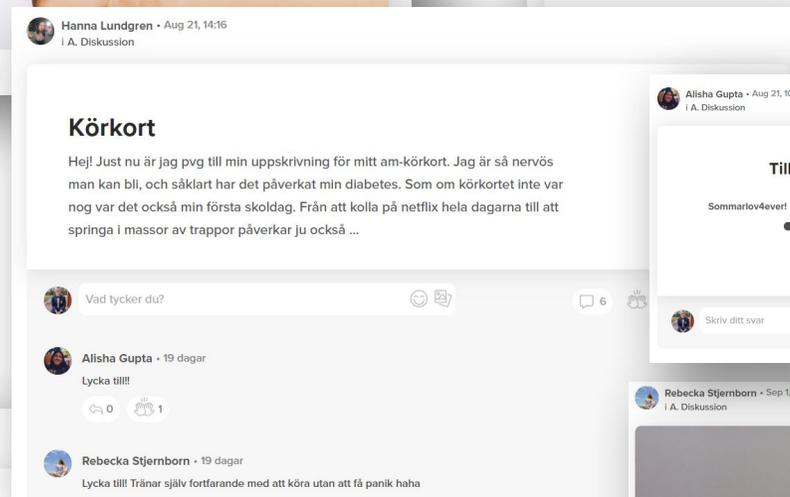 Hanna Lundgren • Aug 21, 14:16
i A. Diskussion
Körkort
Hej! Just nu är jag pvg till min uppskrivning för mitt am-körkort. Jag är så nervös
man kan bli, och såklart har det påverkat min diabetes. Som om körkortet inte var
nog var det också min första skoldag. Från att kolla på netflix hela dagarna till att
springa i massor av trappor påverkar ju också ...
Vad tycker du?
6
Alisha Gupta • 19 dagar
Lycka till!!
0
1
Rebecka Stjernborn • 19 dagar
Lycka till! Tränar själv fortfarande med att köra utan att få panik haha
Alisha Gupta • Aug 21, 10
i A. Diskussion
Till
Sommarlov4ever!
Skriv ditt svar
Rebecka Stjernborn • Sep 1,
i A. Diskussion